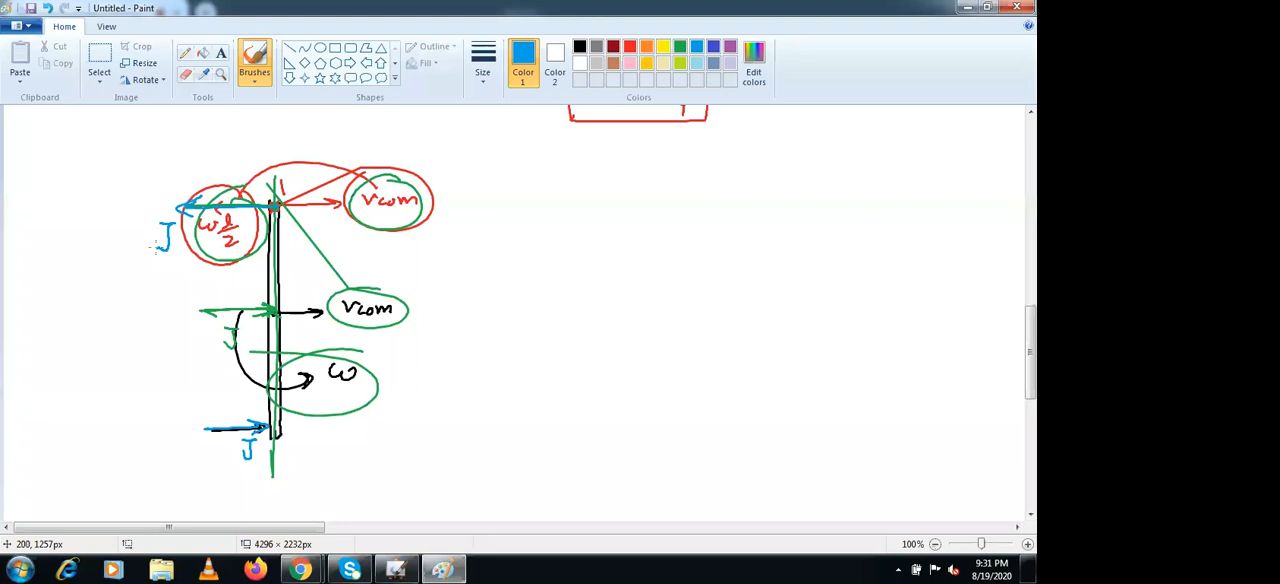 Untitled - Paint
Home View
Cut
Copy
Paste
Clipboard
Select
Crop
Resize
Rotate
Image
A
Tools
Brushes
Outline
Fill
Shapes
Size
Color 1
Color 2
Edit colors
Colors
1
vcom
ω l/2
J
vcom
J
ω
J
200, 1257px
4296 × 2232px
100%
9:31 PM
8/19/2020